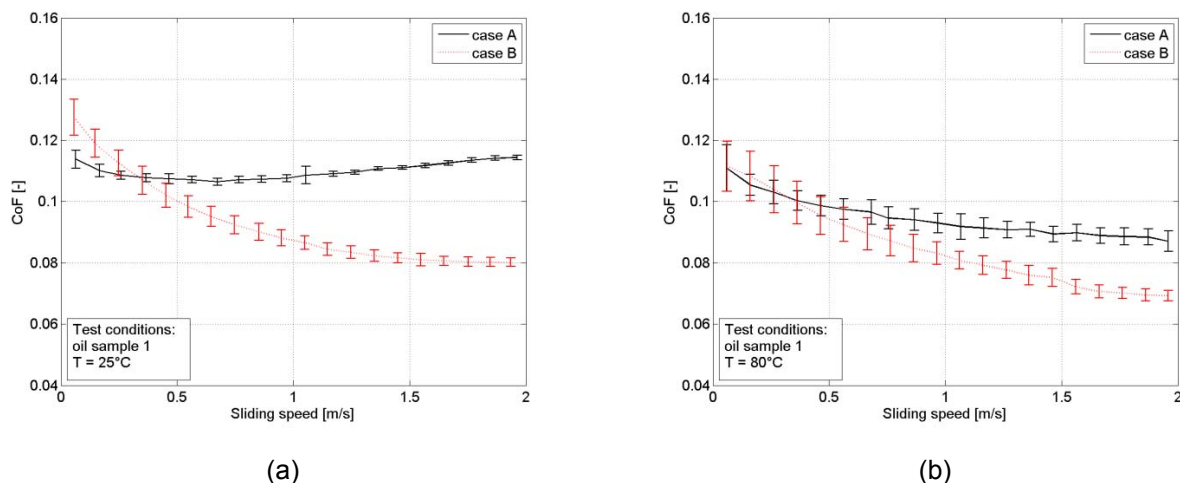 0.16
0.14
0.12
0.1
0.08
0.06
0.04
CoF [-]
case A
case B
Test conditions:
oil sample 1
T = 25°C
0 0.5 1 1.5 2
Sliding speed [m/s]
(a)
0.16
0.14
0.12
0.1
0.08
0.06
0.04
CoF [-]
case A
case B
Test conditions:
oil sample 1
T = 80°C
0 0.5 1 1.5 2
Sliding speed [m/s]
(b)